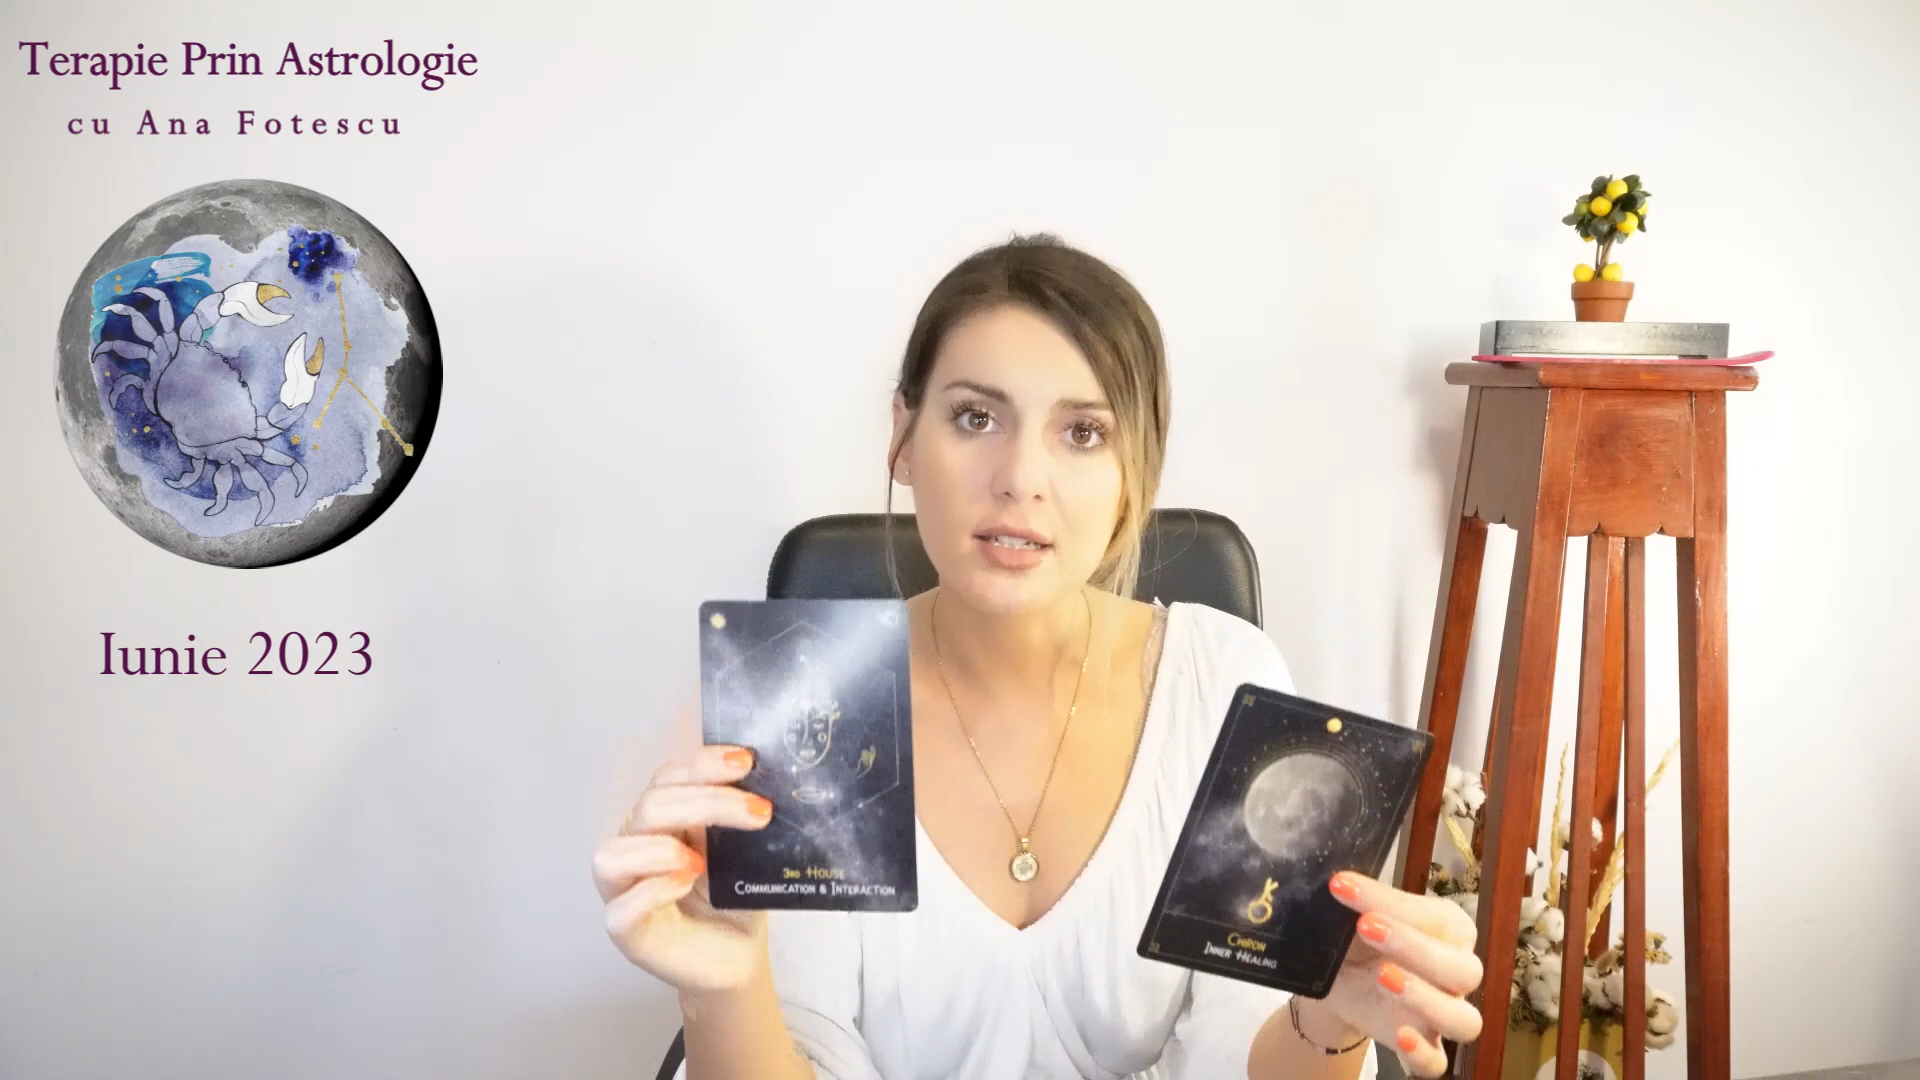 Terapie Prin Astrologie
cu Ana Fotescu
Iunie 2023
3rd House
Communication & Interaction
Chiron
Inner Healing